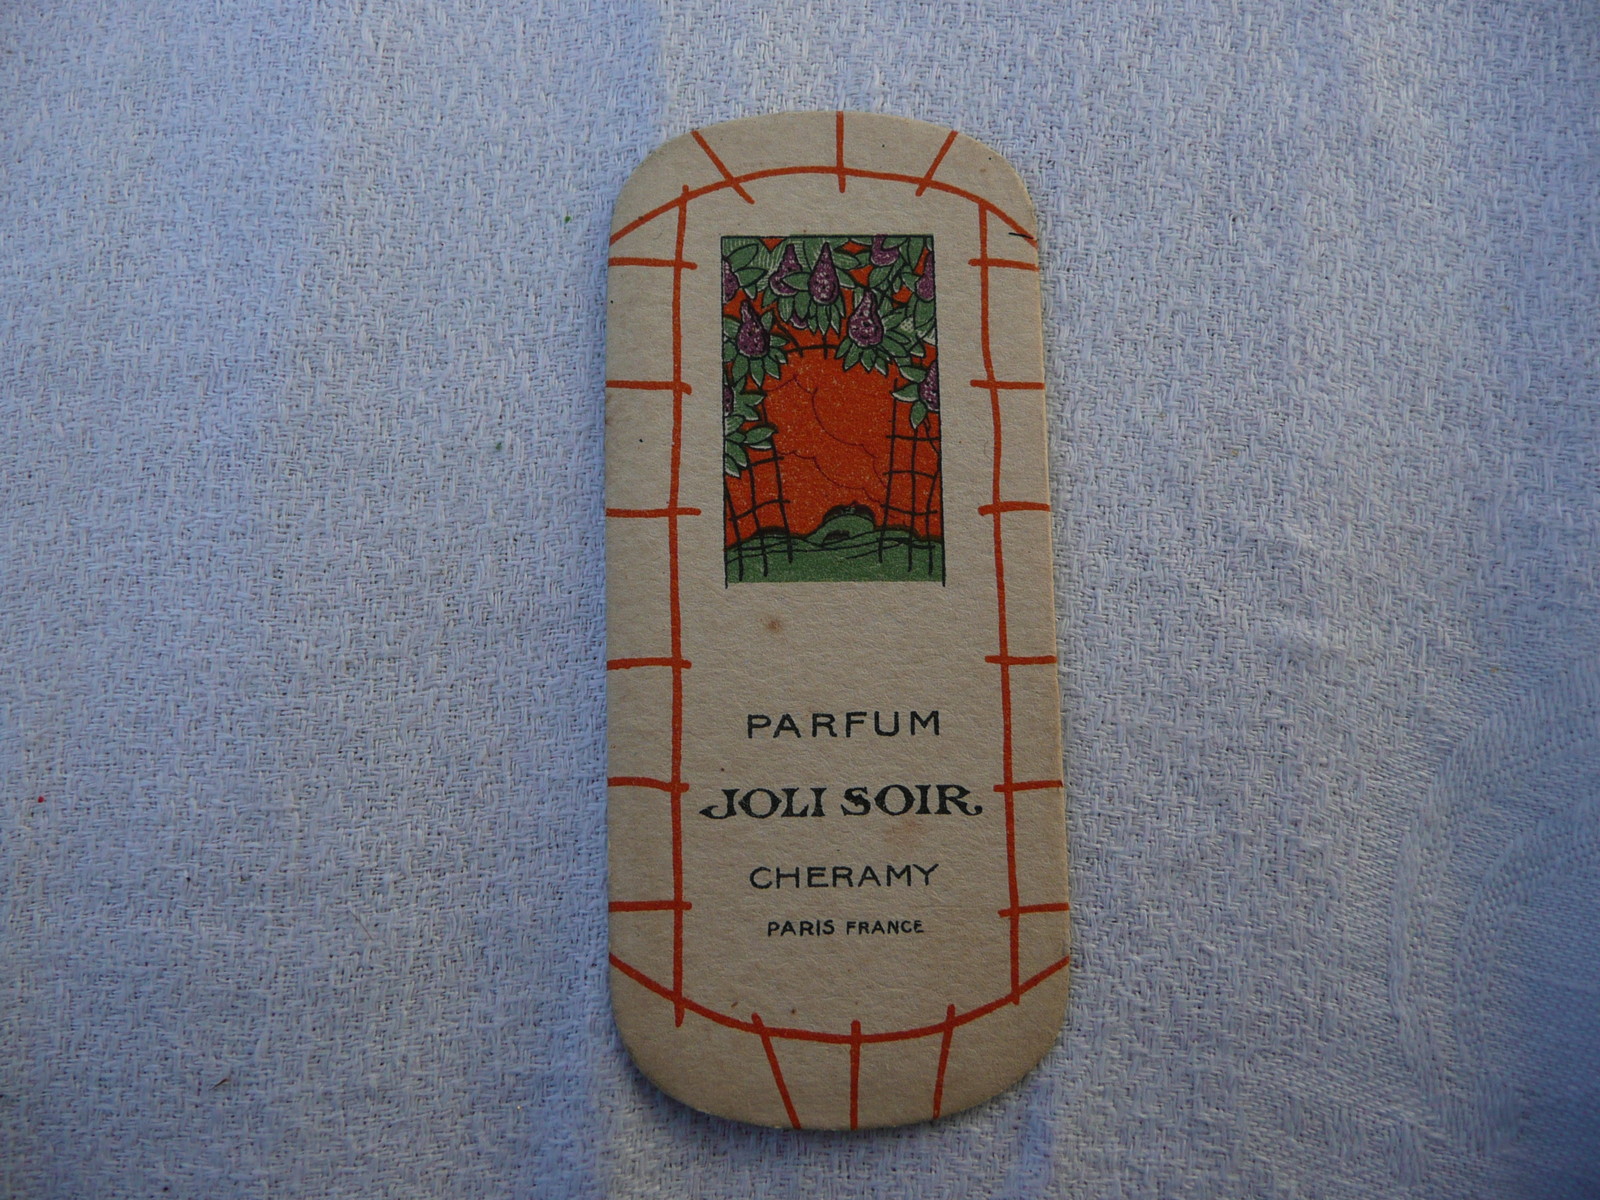 PARFUM
JOLI SOIR
CHERAMY
PARIS FRANCE